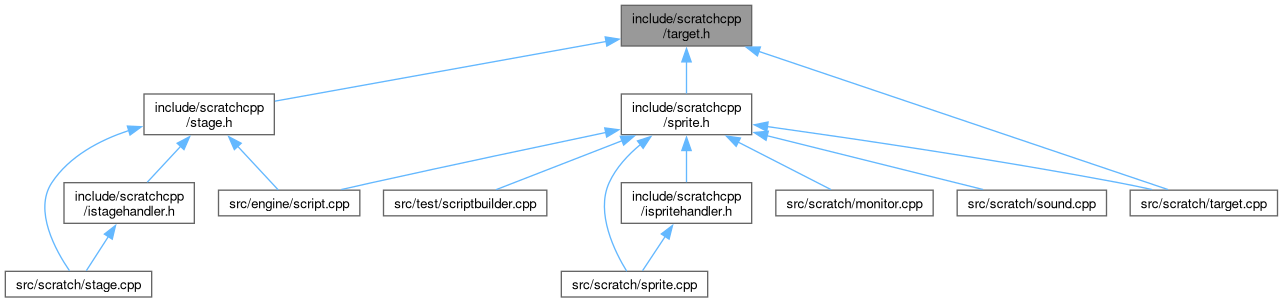 include/scratchcpp
/target.h
include/scratchcpp
/stage.h
include/scratchcpp
/sprite.h
include/scratchcpp
/istagehandler.h
src/engine/script.cpp
src/test/scriptbuilder.cpp
include/scratchcpp
/ispritehandler.h
src/scratch/monitor.cpp
src/scratch/sound.cpp
src/scratch/target.cpp
src/scratch/stage.cpp
src/scratch/sprite.cpp